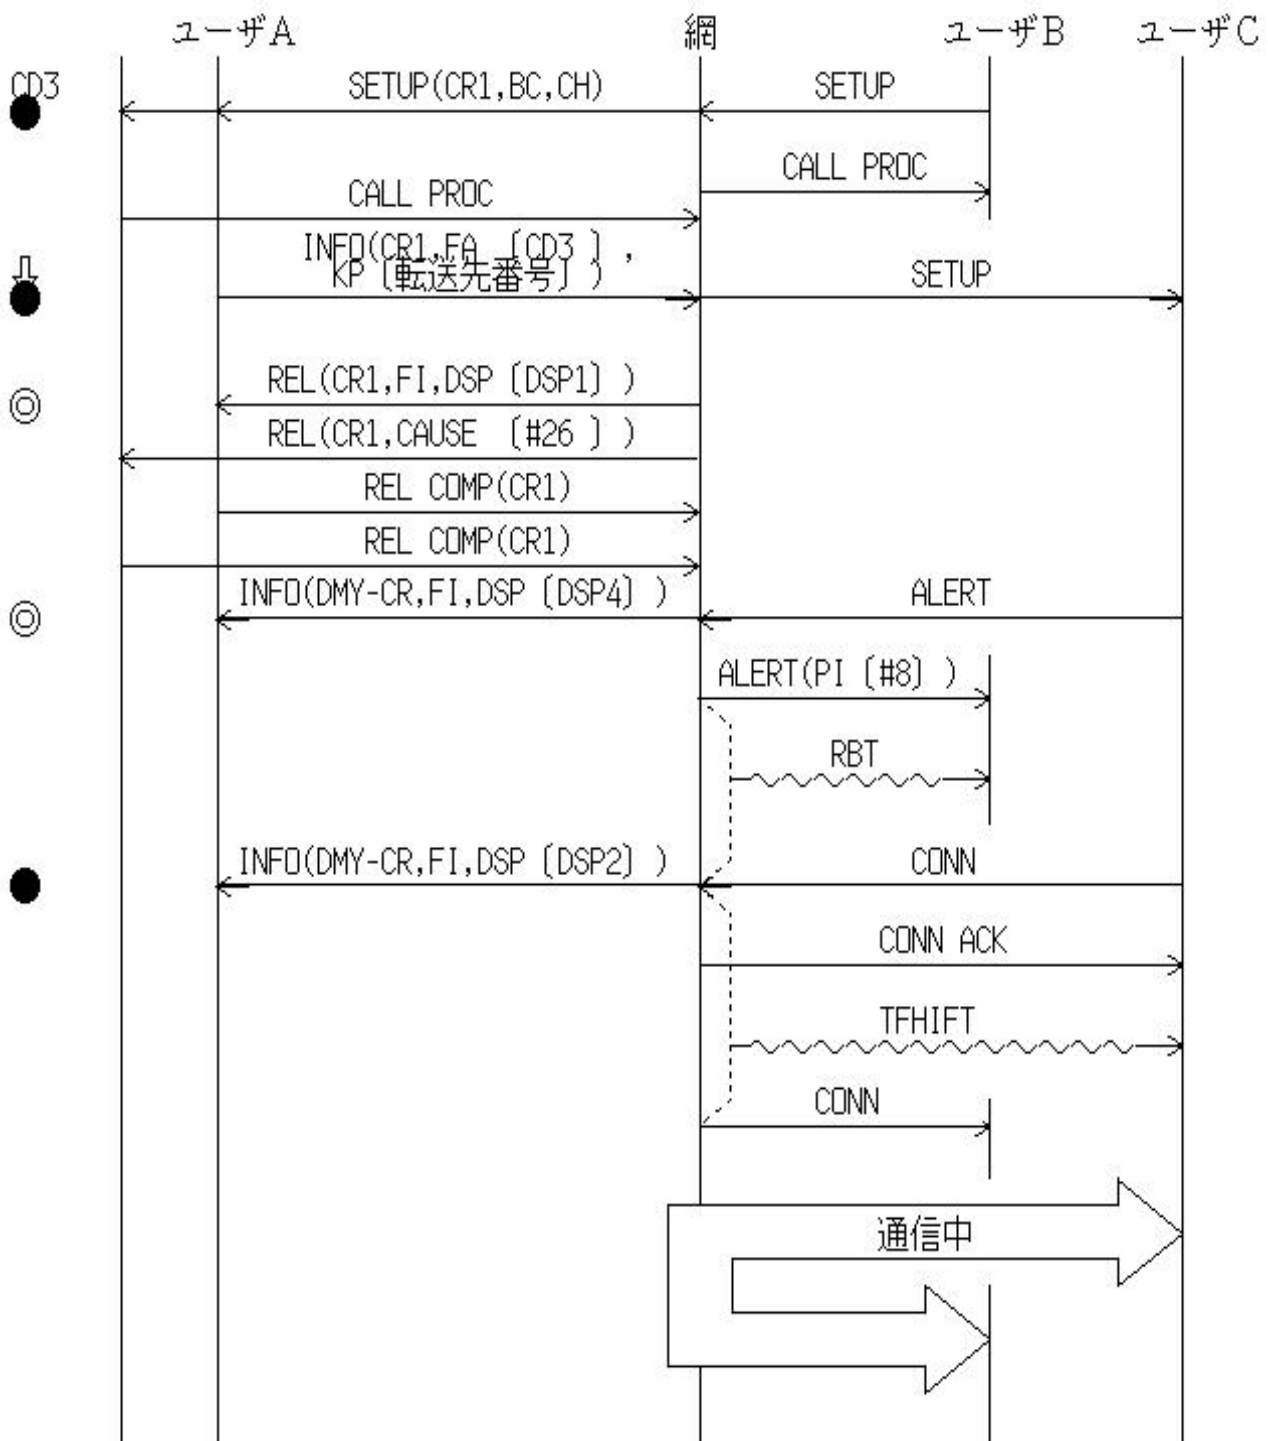 ユーザA
網
ユーザB
ユーザC
CD3
SETUP(CR1,BC,CH)
SETUP
CALL PROC
CALL PROC
INFO(CR1,FA 〔CD3 〕,
KP〔転送先番号〕)
SETUP
REL(CR1,FI,DSP〔DSP1〕)
REL(CR1,CAUSE 〔#26 〕)
REL COMP(CR1)
REL COMP(CR1)
INFO(DMY-CR,FI,DSP〔DSP4〕)
ALERT
ALERT(PI〔#8〕)
RBT
INFO(DMY-CR,FI,DSP〔DSP2〕)
CONN
CONN ACK
TFHIFT
CONN
通信中